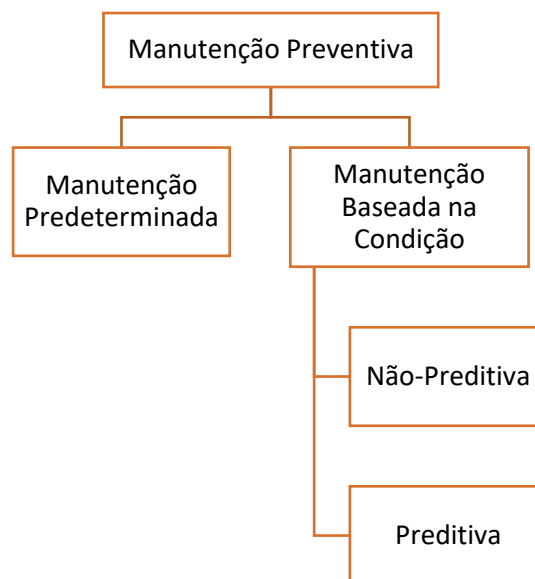 Manutenção Preventiva
Manutenção
Predeterminada
Manutenção
Baseada na
Condição
Não-Preditiva
Preditiva